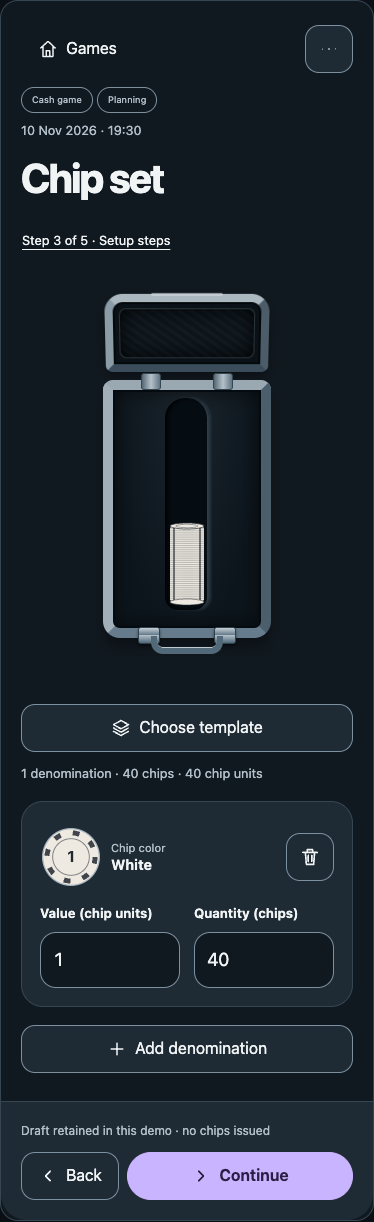 Games
Cash game Planning
10 Nov 2026 · 19:30
Chip set
Step 3 of 5 · Setup steps
Choose template
1 denomination · 40 chips · 40 chip units
1
Chip color
White
Value (chip units) Quantity (chips)
1 40
Add denomination
Draft retained in this demo · no chips issued
Back Continue